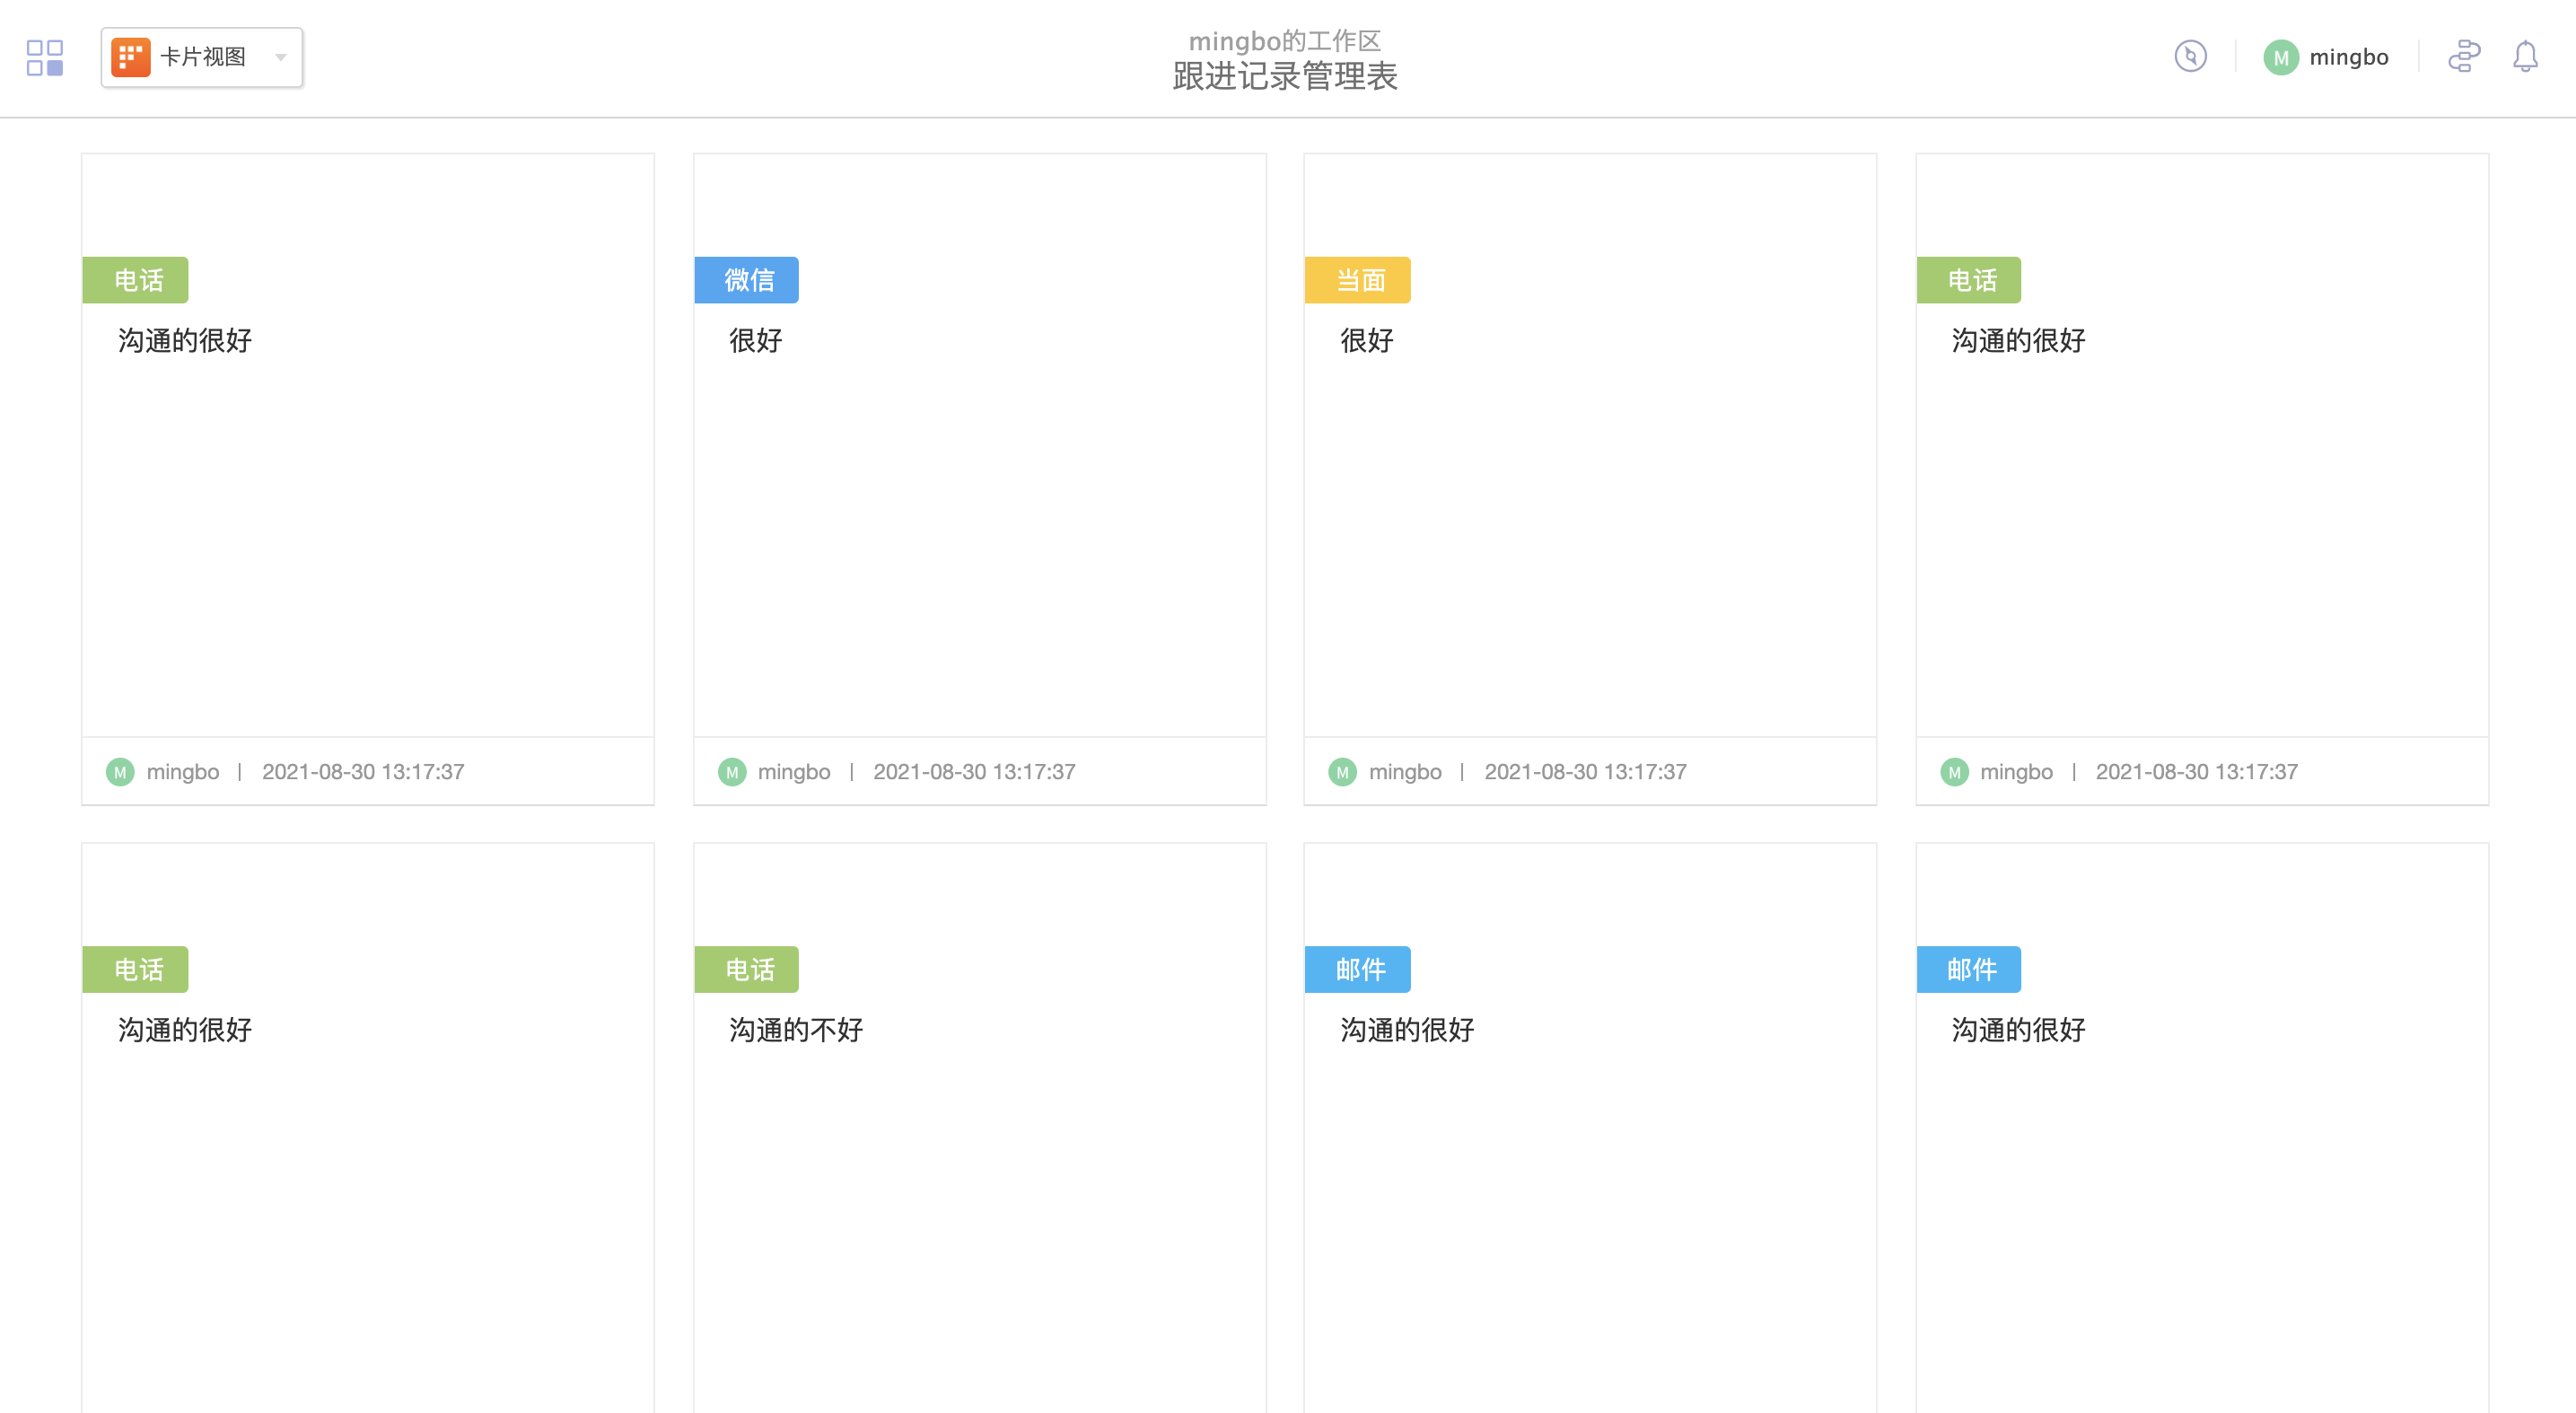 卡片视图
mingbo的工作区
跟进记录管理表
M mingbo
电话
沟通的很好
M mingbo | 2021-08-30 13:17:37
微信
很好
M mingbo | 2021-08-30 13:17:37
当面
很好
M mingbo | 2021-08-30 13:17:37
电话
沟通的很好
M mingbo | 2021-08-30 13:17:37
电话
沟通的很好
电话
沟通的不好
邮件
沟通的很好
邮件
沟通的很好